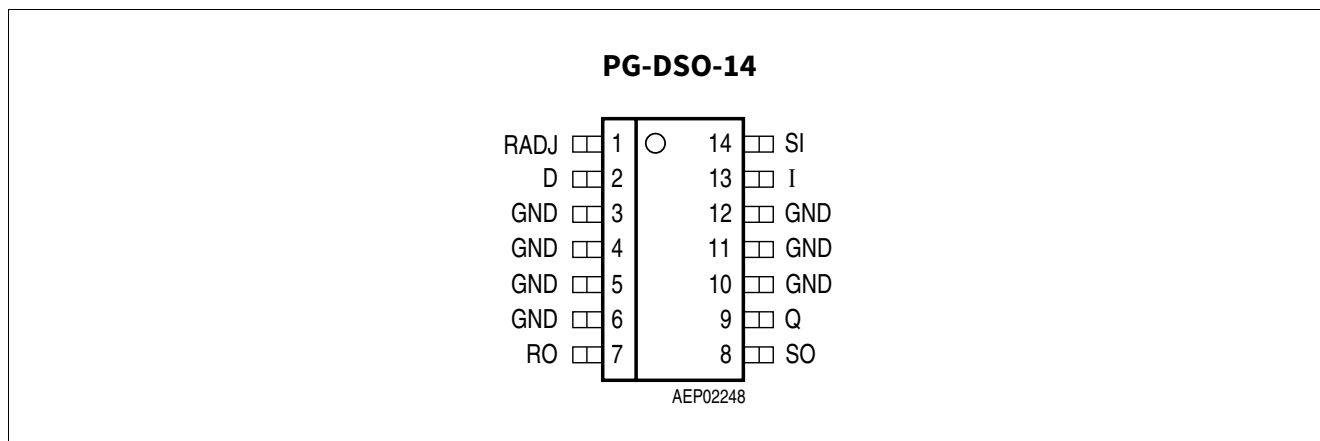 PG-DSO-14
RADJ 1 14 SI
D 2 13 I
GND 3 12 GND
GND 4 11 GND
GND 5 10 GND
GND 6 9 Q
RO 7 8 SO
AEP02248